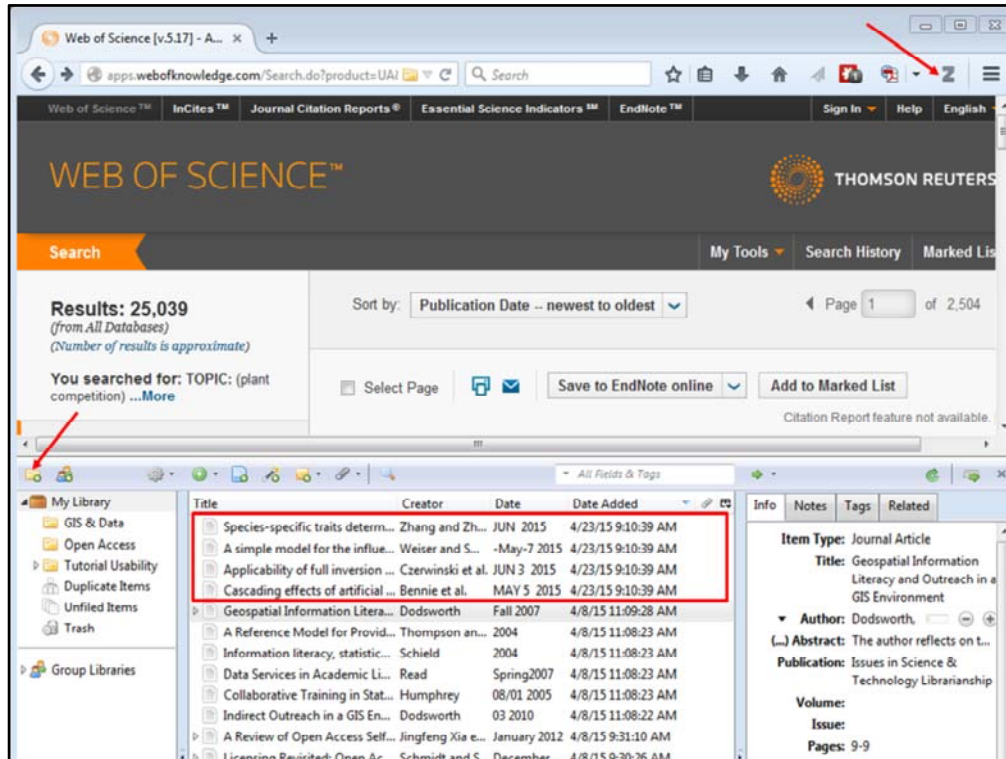 Web of Science [v.5.17] - A...
apps.webofknowledge.com/Search.do?product=UA
Search
Z
Web of Science™ InCites™ Journal Citation Reports® Essential Science Indicators℠ EndNote™ Sign In Help English
WEB OF SCIENCE™
THOMSON REUTERS
Search My Tools Search History Marked Lis
Results: 25,039
(from All Databases)
(Number of results is approximate)
You searched for: TOPIC: (plant
competition) ...More
Sort by: Publication Date -- newest to oldest
Page 1 of 2,504
Select Page Save to EndNote online Add to Marked List
Citation Report feature not available.
All Fields & Tags
My Library
GIS & Data
Open Access
Tutorial Usability
Duplicate Items
Unfiled Items
Trash
Group Libraries
Title Creator Date Date Added
Species-specific traits determ... Zhang and Zh... JUN 2015 4/23/15 9:10:39 AM
A simple model for the influe... Weiser and S... -May-7 2015 4/23/15 9:10:39 AM
Applicability of full inversion ... Czerwinski et al. JUN 3 2015 4/23/15 9:10:39 AM
Cascading effects of artificial ... Bennie et al. MAY 5 2015 4/23/15 9:10:39 AM
Geospatial Information Litera... Dodsworth Fall 2007 4/8/15 11:09:28 AM
A Reference Model for Provid... Thompson an... 2004 4/8/15 11:08:23 AM
Information literacy, statistic... Schield 2004 4/8/15 11:08:23 AM
Data Services in Academic Li... Read Spring2007 4/8/15 11:08:23 AM
Collaborative Training in Stat... Humphrey 08/01 2005 4/8/15 11:08:23 AM
Indirect Outreach in a GIS En... Dodsworth 03 2010 4/8/15 11:08:22 AM
A Review of Open Access Self... Jingfeng Xia e... January 2012 4/8/15 9:31:10 AM
Licensing Revisited: Open Ac... Schmidt and S... December 4/8/15 9:30:26 AM
Info Notes Tags Related
Item Type: Journal Article
Title: Geospatial Information
Literacy and Outreach in a
GIS Environment
Author: Dodsworth,
(...) Abstract: The author reflects on t...
Publication: Issues in Science &
Technology Librarianship
Volume:
Issue:
Pages: 9-9